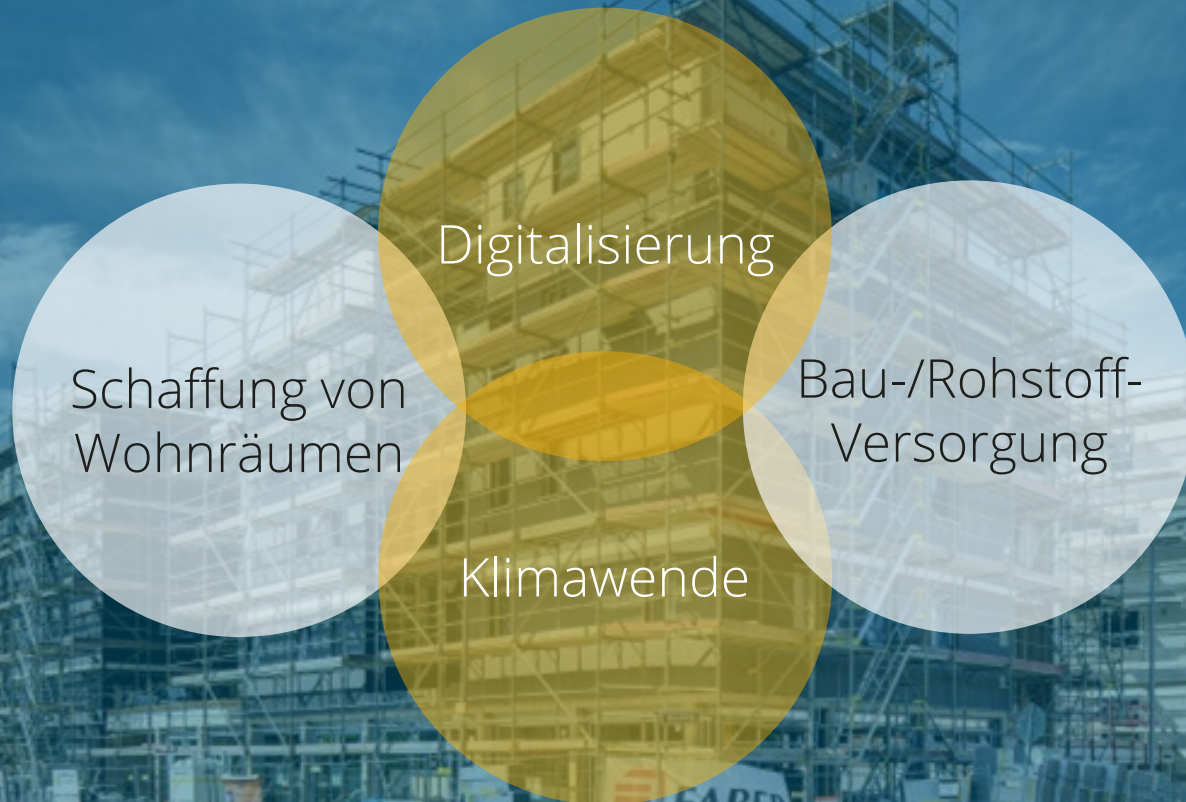 Digitalisierung
Schaffung von
Wohnräumen
Bau-/Rohstoff-
Versorgung
Klimawende